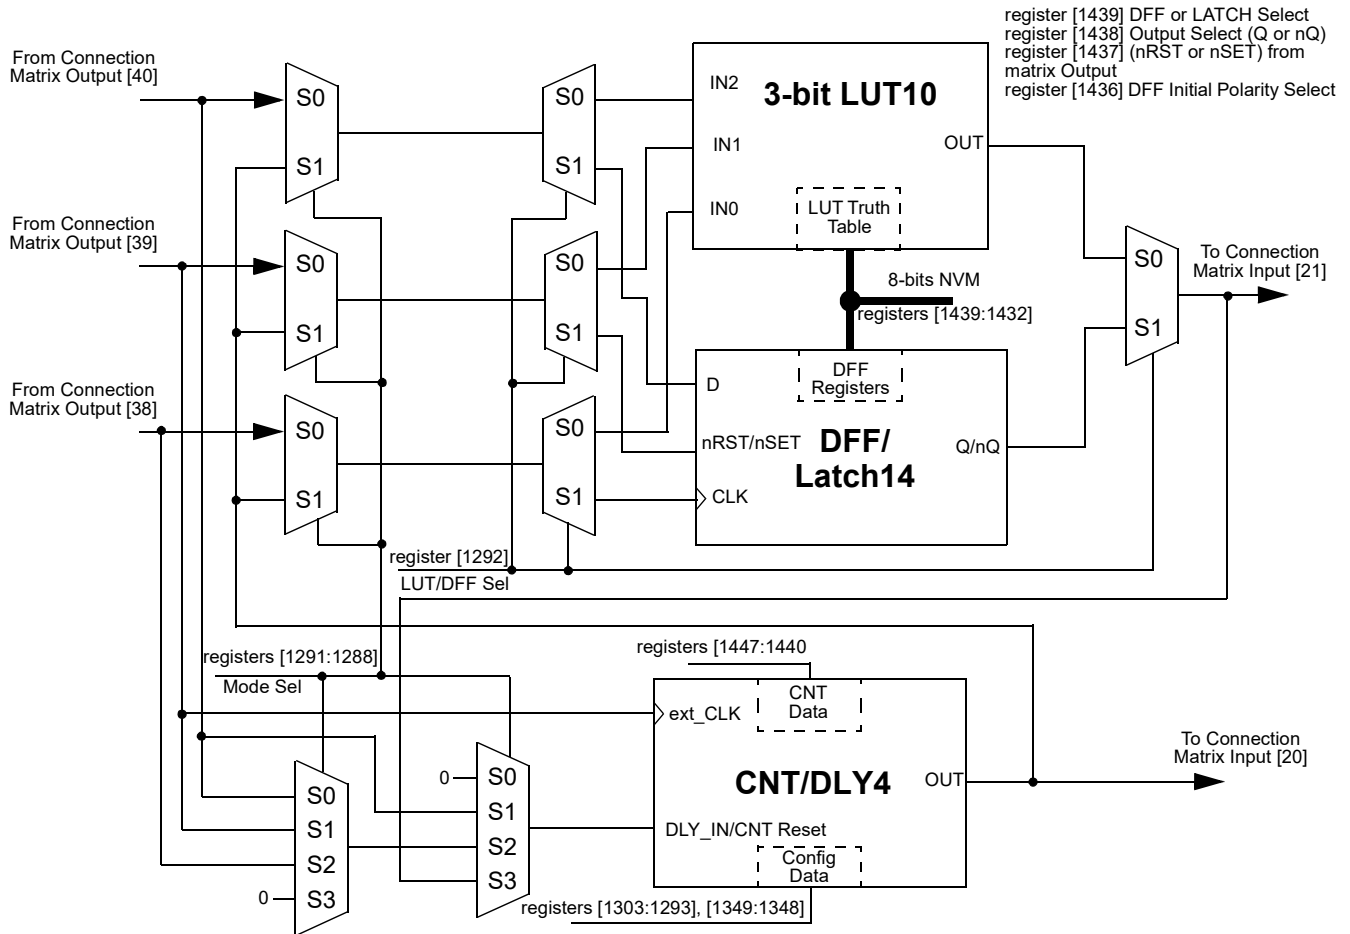 register [1439] DFF or LATCH Select
register [1438] Output Select (Q or nQ)
register [1437] (nRST or nSET) from
matrix Output
register [1436] DFF Initial Polarity Select
From Connection
Matrix Output [40]
S0
S1
S0
S1
IN2
IN1
IN0
3-bit LUT10
OUT
LUT Truth
Table
From Connection
Matrix Output [39]
S0
S1
S0
S1
8-bits NVM
registers [1439:1432]
S0
S1
To Connection
Matrix Input [21]
From Connection
Matrix Output [38]
S0
S1
S0
S1
D
nRST/nSET
CLK
DFF
Registers
DFF/
Latch14
Q/nQ
register [1292]
LUT/DFF Sel
registers [1291:1288]
Mode Sel
registers [1447:1440
ext_CLK
CNT
Data
CNT/DLY4
OUT
To Connection
Matrix Input [20]
DLY_IN/CNT Reset
Config
Data
S0
S1
S2
0
S3
0
S0
S1
S2
S3
registers [1303:1293], [1349:1348]